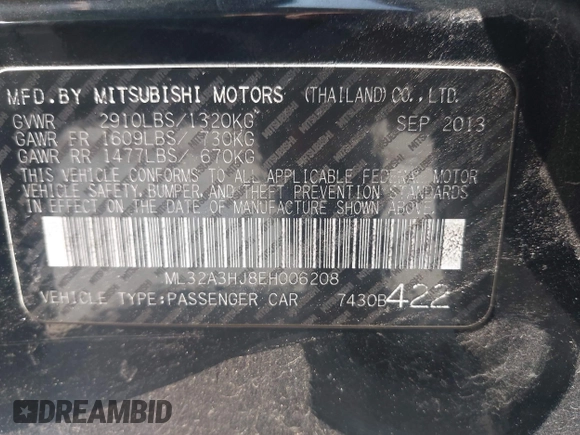 MFD.BY MITSUBISHI MOTORS (THAILAND)CO.,LTD.
GVWR 2910LBS/1320KG SEP 2013
GAWR FR 1609LBS/ 730KG
GAWR RR 1477LBS/ 670KG
THIS VEHICLE CONFORMS TO ALL APPLICABLE FEDERAL MOTOR
VEHICLE SAFETY,BUMPER,AND THEFT PREVENTION STANDARDS
IN EFFECT ON THE DATE OF MANUFACTURE SHOWN ABOVE.
ML32A3HJ8EH006208
VEHICLE TYPE:PASSENGER CAR 7430B422
DREAMBID